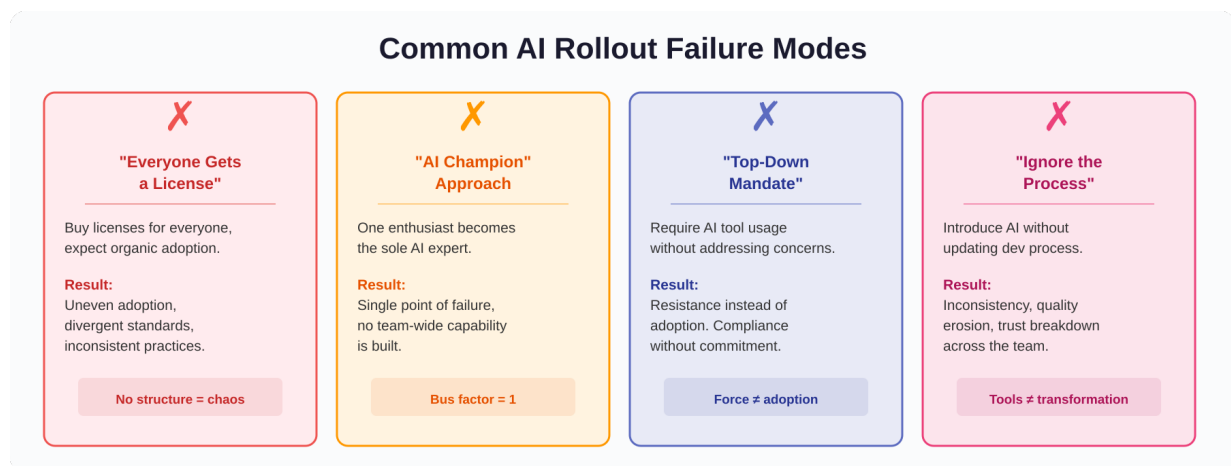 Common AI Rollout Failure Modes
✗
"Everyone Gets
a License"
Buy licenses for everyone,
expect organic adoption.
Result:
Uneven adoption,
divergent standards,
inconsistent practices.
No structure = chaos
✗
"AI Champion"
Approach
One enthusiast becomes
the sole AI expert.
Result:
Single point of failure,
no team-wide capability
is built.
Bus factor = 1
✗
"Top-Down
Mandate"
Require AI tool usage
without addressing concerns.
Result:
Resistance instead of
adoption. Compliance
without commitment.
Force ≠ adoption
✗
"Ignore the
Process"
Introduce AI without
updating dev process.
Result:
Inconsistency, quality
erosion, trust breakdown
across the team.
Tools ≠ transformation